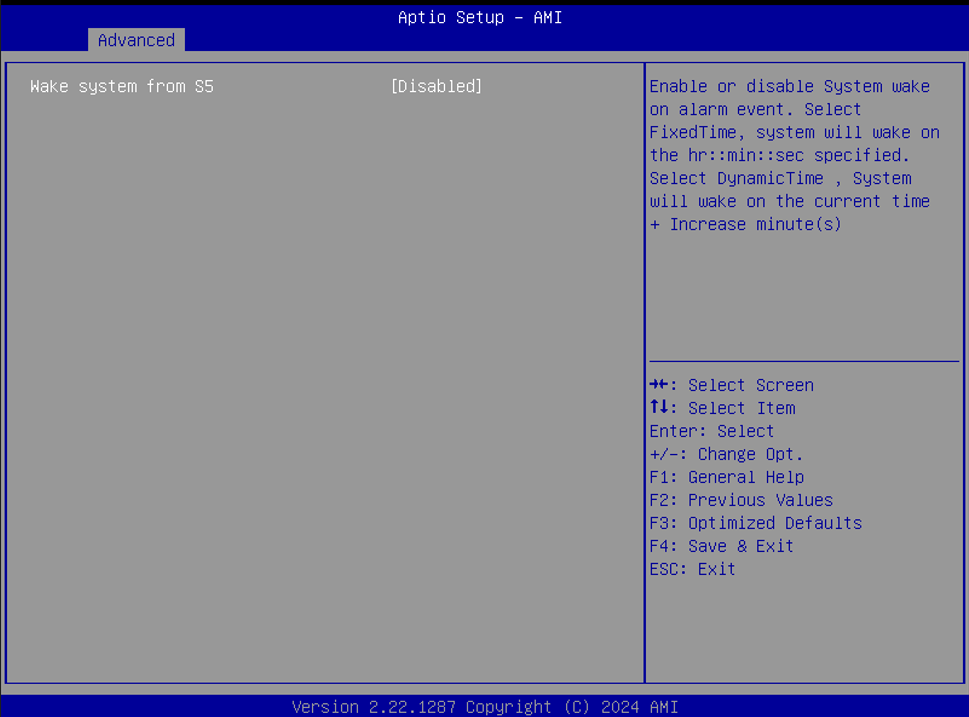 Aptio Setup – AMI
Advanced
Wake system from S5 [Disabled]
Enable or disable System wake
on alarm event. Select
FixedTime, system will wake on
the hr::min::sec specified.
Select DynamicTime , System
will wake on the current time
+ Increase minute(s)
→←: Select Screen
↑↓: Select Item
Enter: Select
+/-: Change Opt.
F1: General Help
F2: Previous Values
F3: Optimized Defaults
F4: Save & Exit
ESC: Exit
Version 2.22.1287 Copyright (C) 2024 AMI